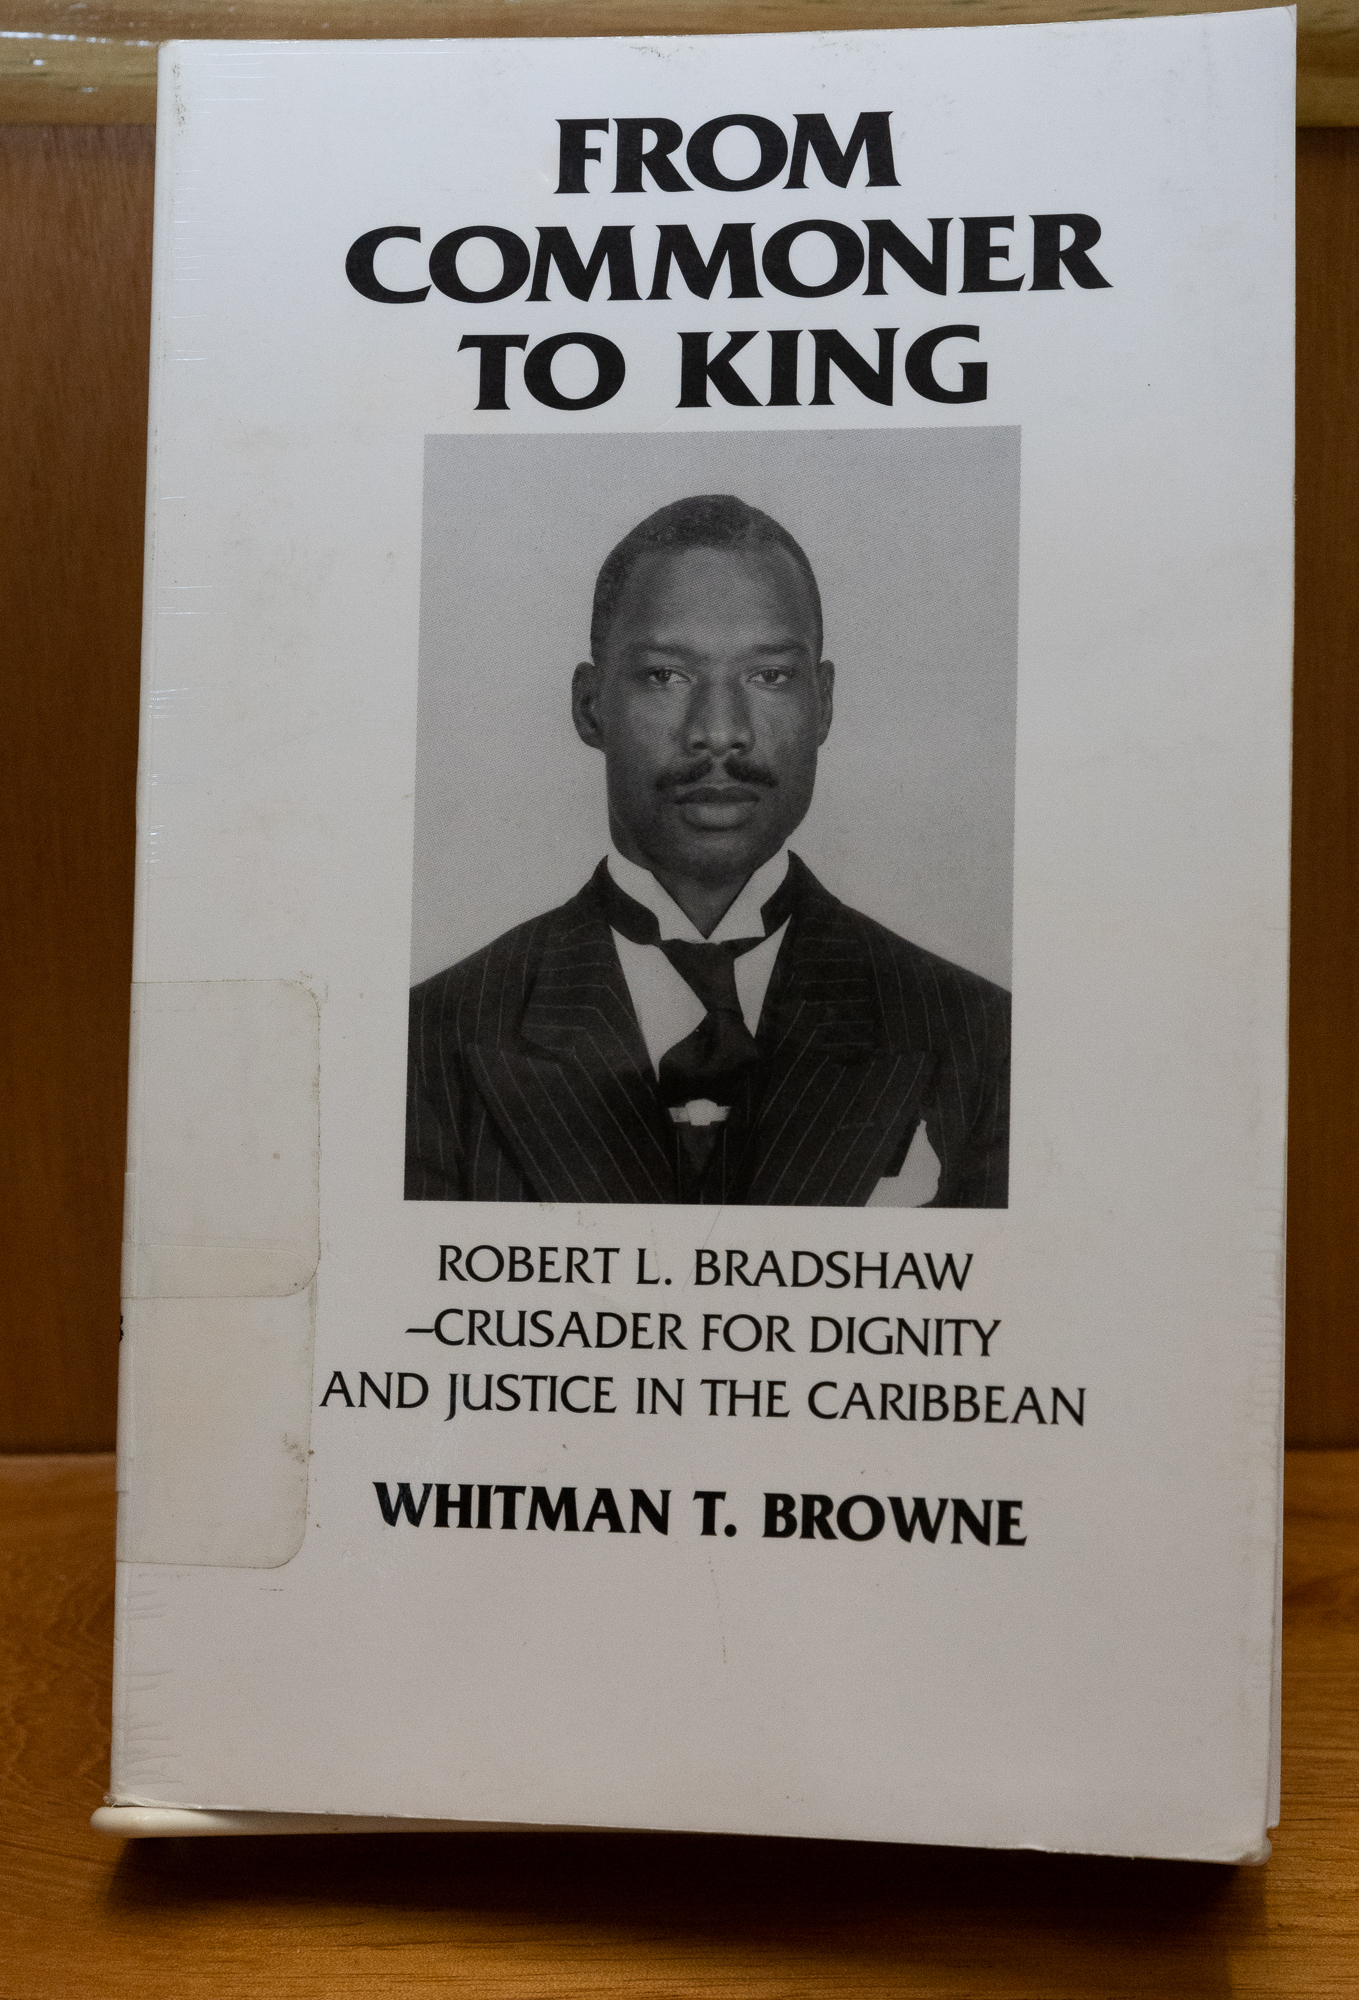 FROM
COMMONER
TO KING
ROBERT L. BRADSHAW
–CRUSADER FOR DIGNITY
AND JUSTICE IN THE CARIBBEAN
WHITMAN T. BROWNE